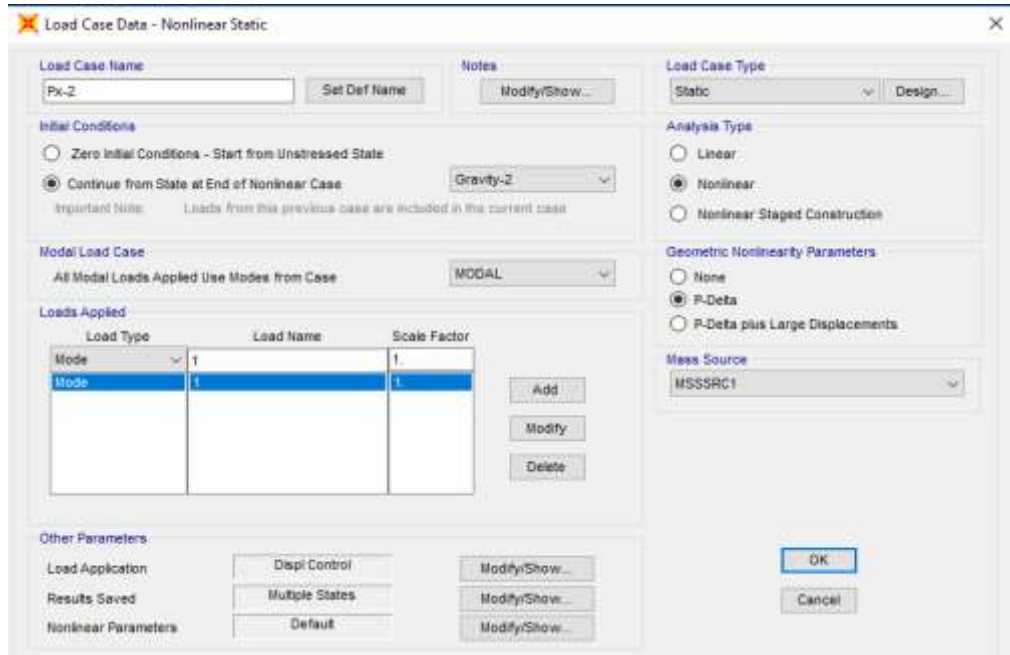 Load Case Data - Nonlinear Static
Load Case Name
Px-2
Set Def Name
Notes
Modify/Show...
Load Case Type
Static
Design...
Initial Conditions
Zero Initial Conditions - Start from Unstressed State
Continue from State at End of Nonlinear Case
Gravity-2
Important Note: Loads from this previous case are included in the current case
Analysis Type
Linear
Nonlinear
Nonlinear Staged Construction
Modal Load Case
All Modal Loads Applied Use Modes from Case
MODAL
Geometric Nonlinearity Parameters
None
P-Delta
P-Delta plus Large Displacements
Loads Applied
Load Type Load Name Scale Factor
Mode 1 1.
Mode 1 1.
Add
Modify
Delete
Mass Source
MSSSRC1
Other Parameters
Load Application Displ Control Modify/Show...
Results Saved Multiple States Modify/Show...
Nonlinear Parameters Default Modify/Show...
OK
Cancel